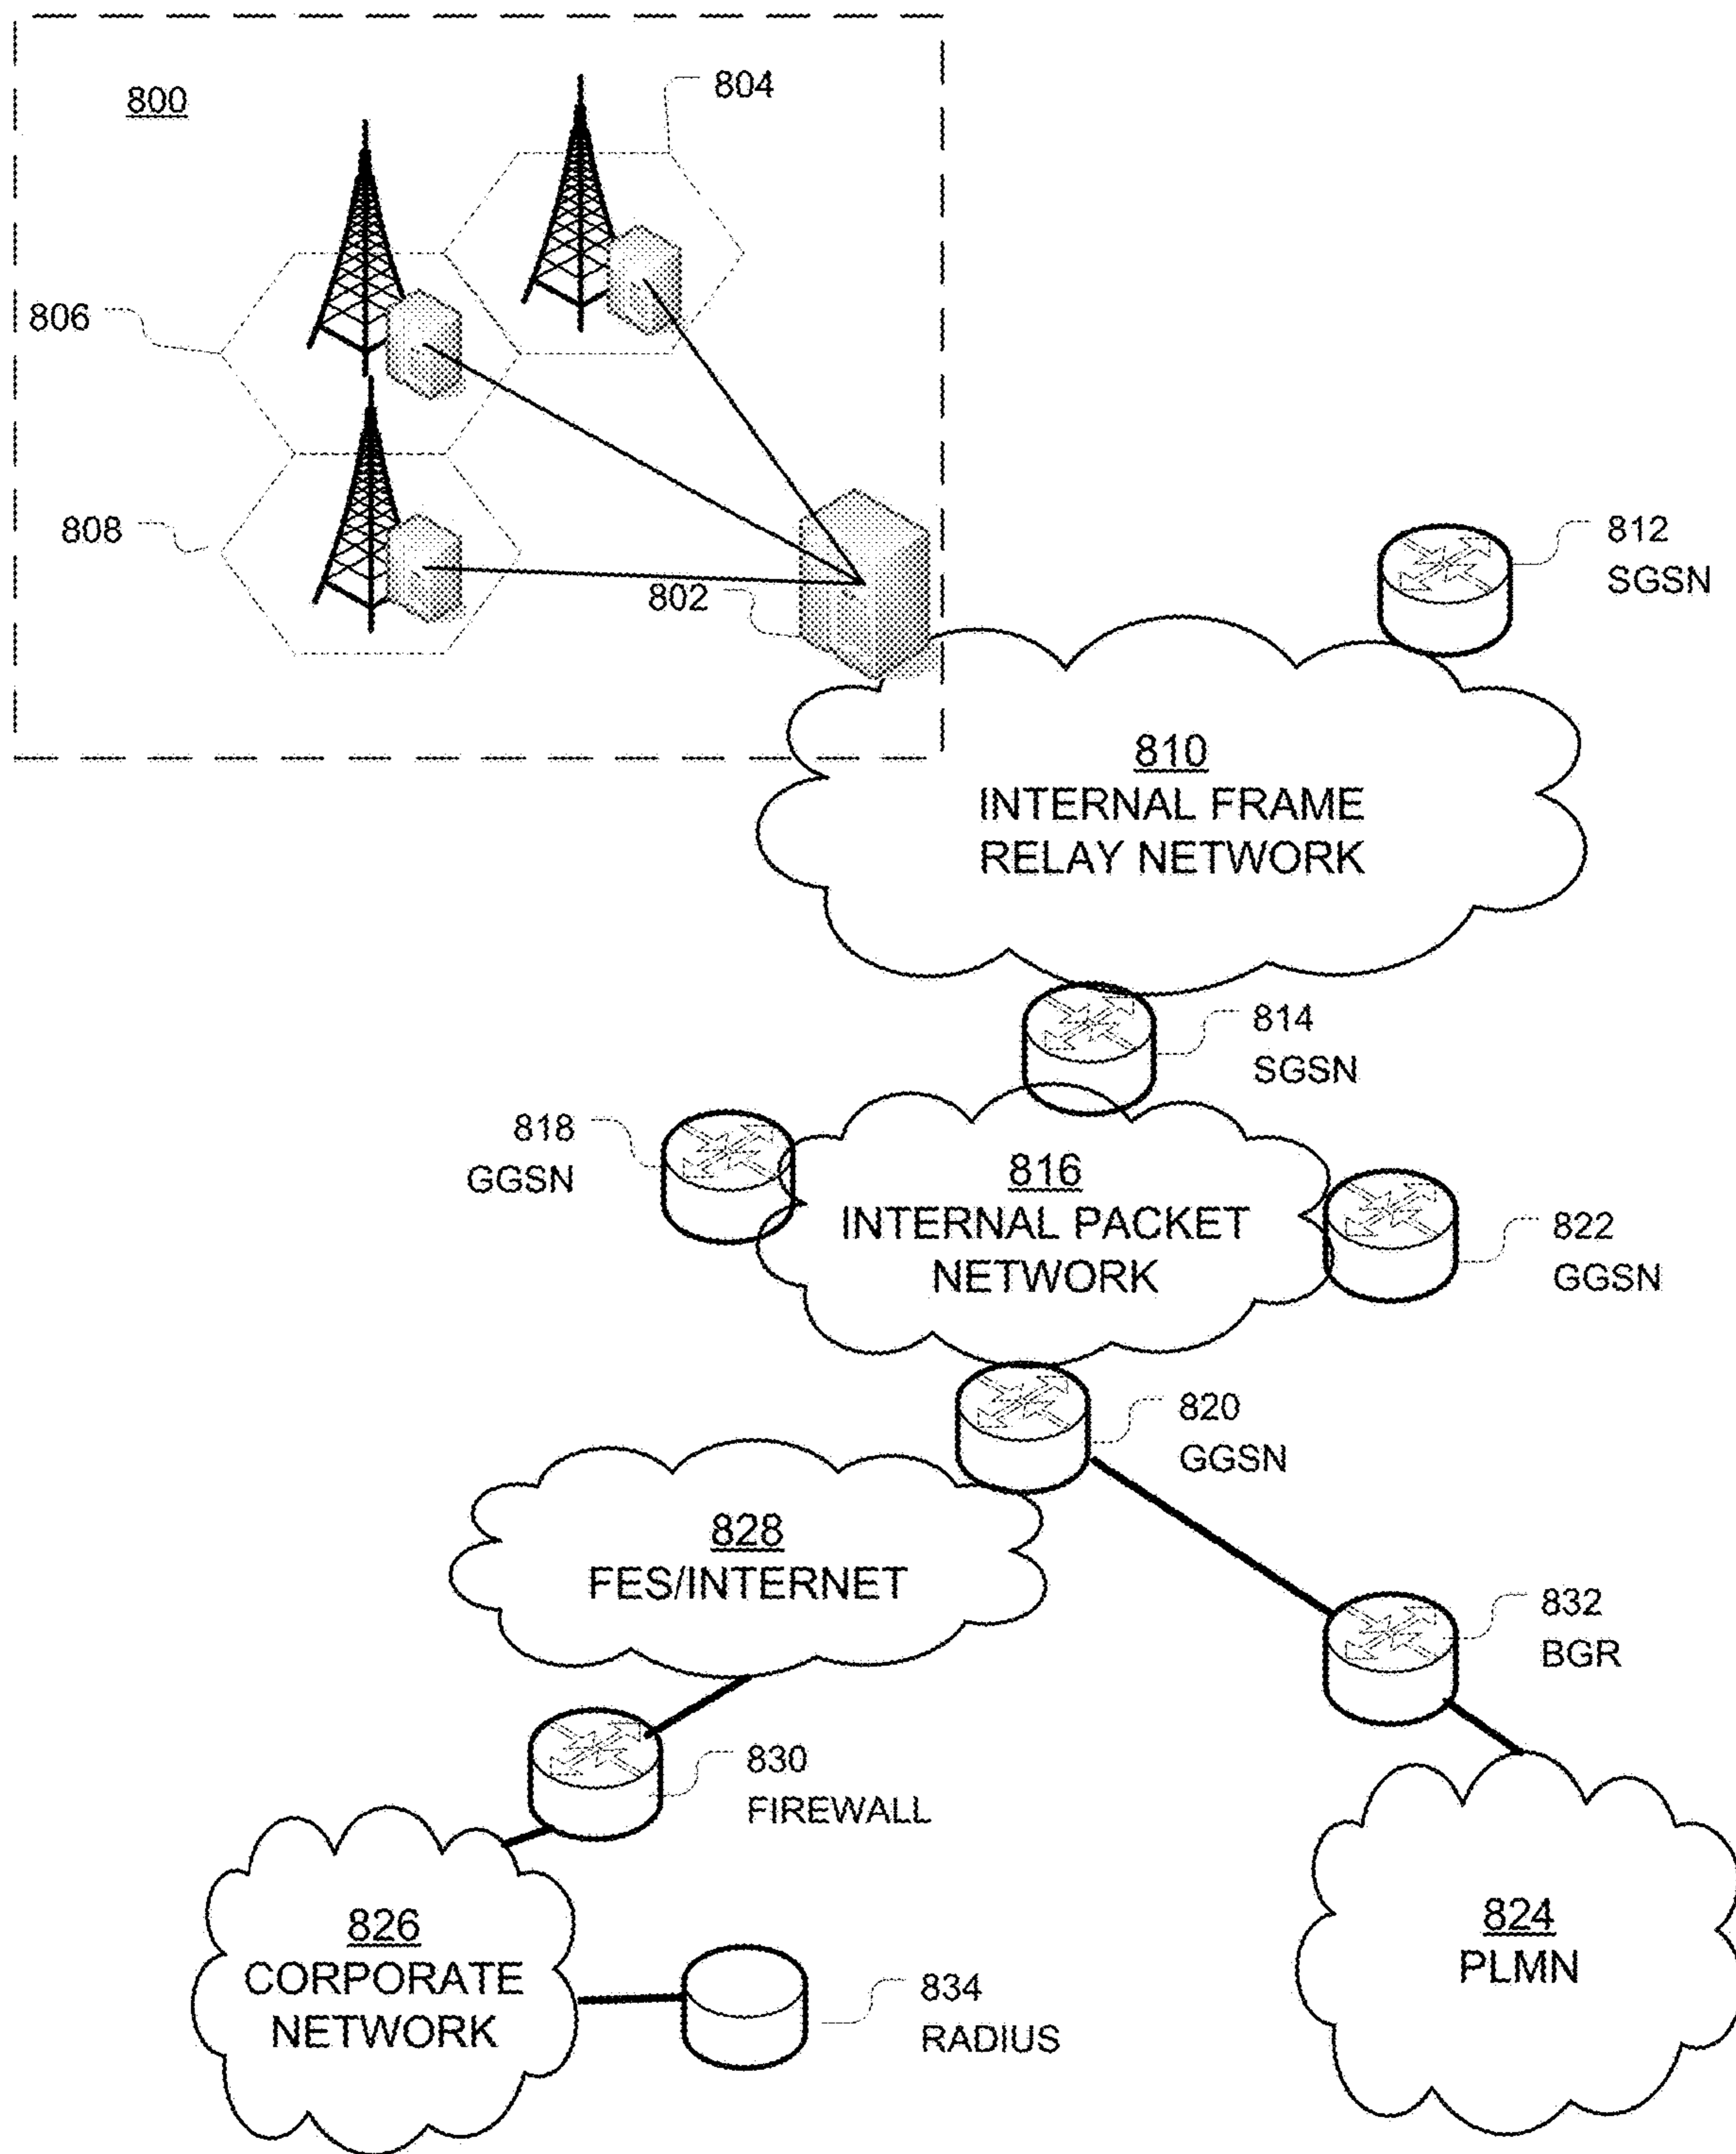 800
804
806
808
802
812
SGSN
810
INTERNAL FRAME
RELAY NETWORK
814
SGSN
818
GGSN
816
INTERNAL PACKET
NETWORK
822
GGSN
820
GGSN
828
FES/INTERNET
832
BGR
830
FIREWALL
826
CORPORATE
NETWORK
824
PLMN
834
RADIUS